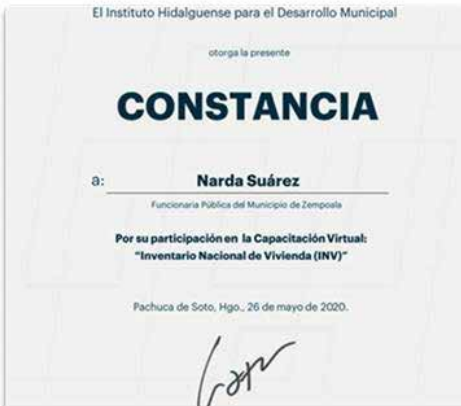 El Instituto Hidalguense para el Desarrollo Municipal
otorga la presente
CONSTANCIA
a: Narda Suárez
Funcionaria Pública del Municipio de Zempoala
Por su participación en la Capacitación Virtual:
"Inventario Nacional de Vivienda (INV)"
Pachuca de Soto, Hgo., 26 de mayo de 2020.